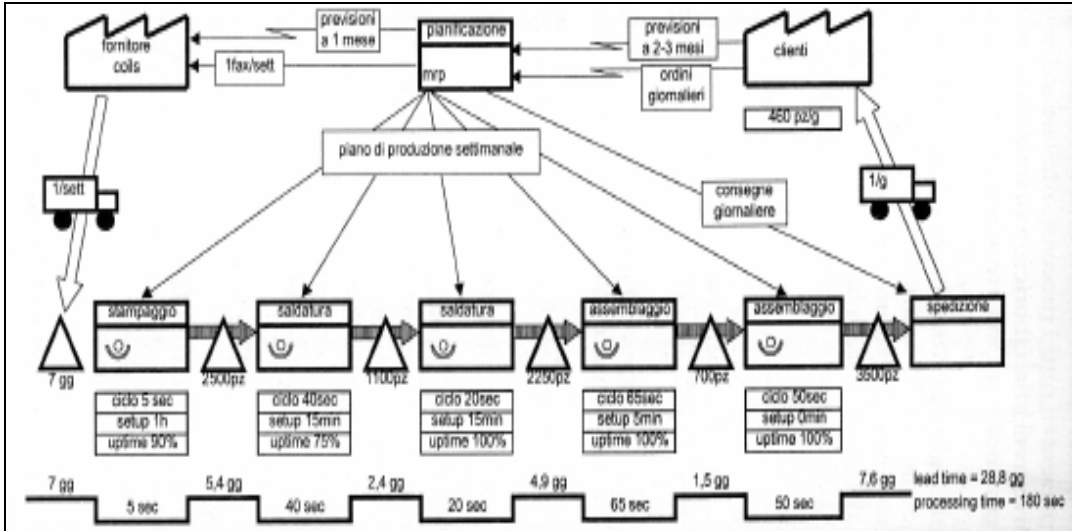 fornitore
coils
previsioni
a 1 mese
1fax/sett
pianificazione
mrp
previsioni
a 2-3 mesi
ordini
giornalieri
clienti
460 pz/g
piano di produzione settimanale
1/sett
consegne
giornaliere
1/g
stampaggio
saldatura
saldatura
assemblaggio
assemblaggio
spedizione
7 gg
2500pz
1100pz
2250pz
700pz
3500pz
ciclo 5 sec
setup 1h
uptime 90%
ciclo 40sec
setup 15min
uptime 75%
ciclo 20sec
setup 15min
uptime 100%
ciclo 65sec
setup 5min
uptime 100%
ciclo 50sec
setup 0min
uptime 100%
7 gg
5 sec
5,4 gg
40 sec
2,4 gg
20 sec
4,9 gg
65 sec
1,5 gg
50 sec
7,6 gg
lead time = 28,8 gg
processing time = 180 sec